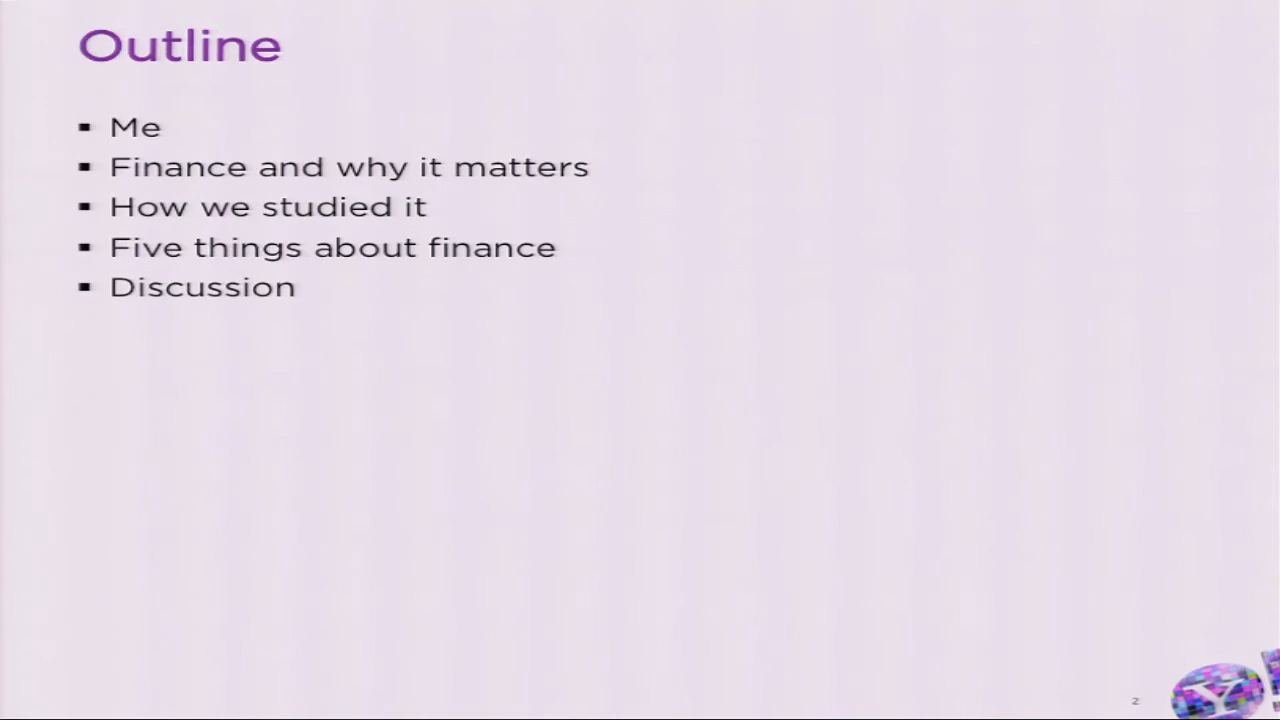 Outline
▪ Me
▪ Finance and why it matters
▪ How we studied it
▪ Five things about finance
▪ Discussion
2
Y!